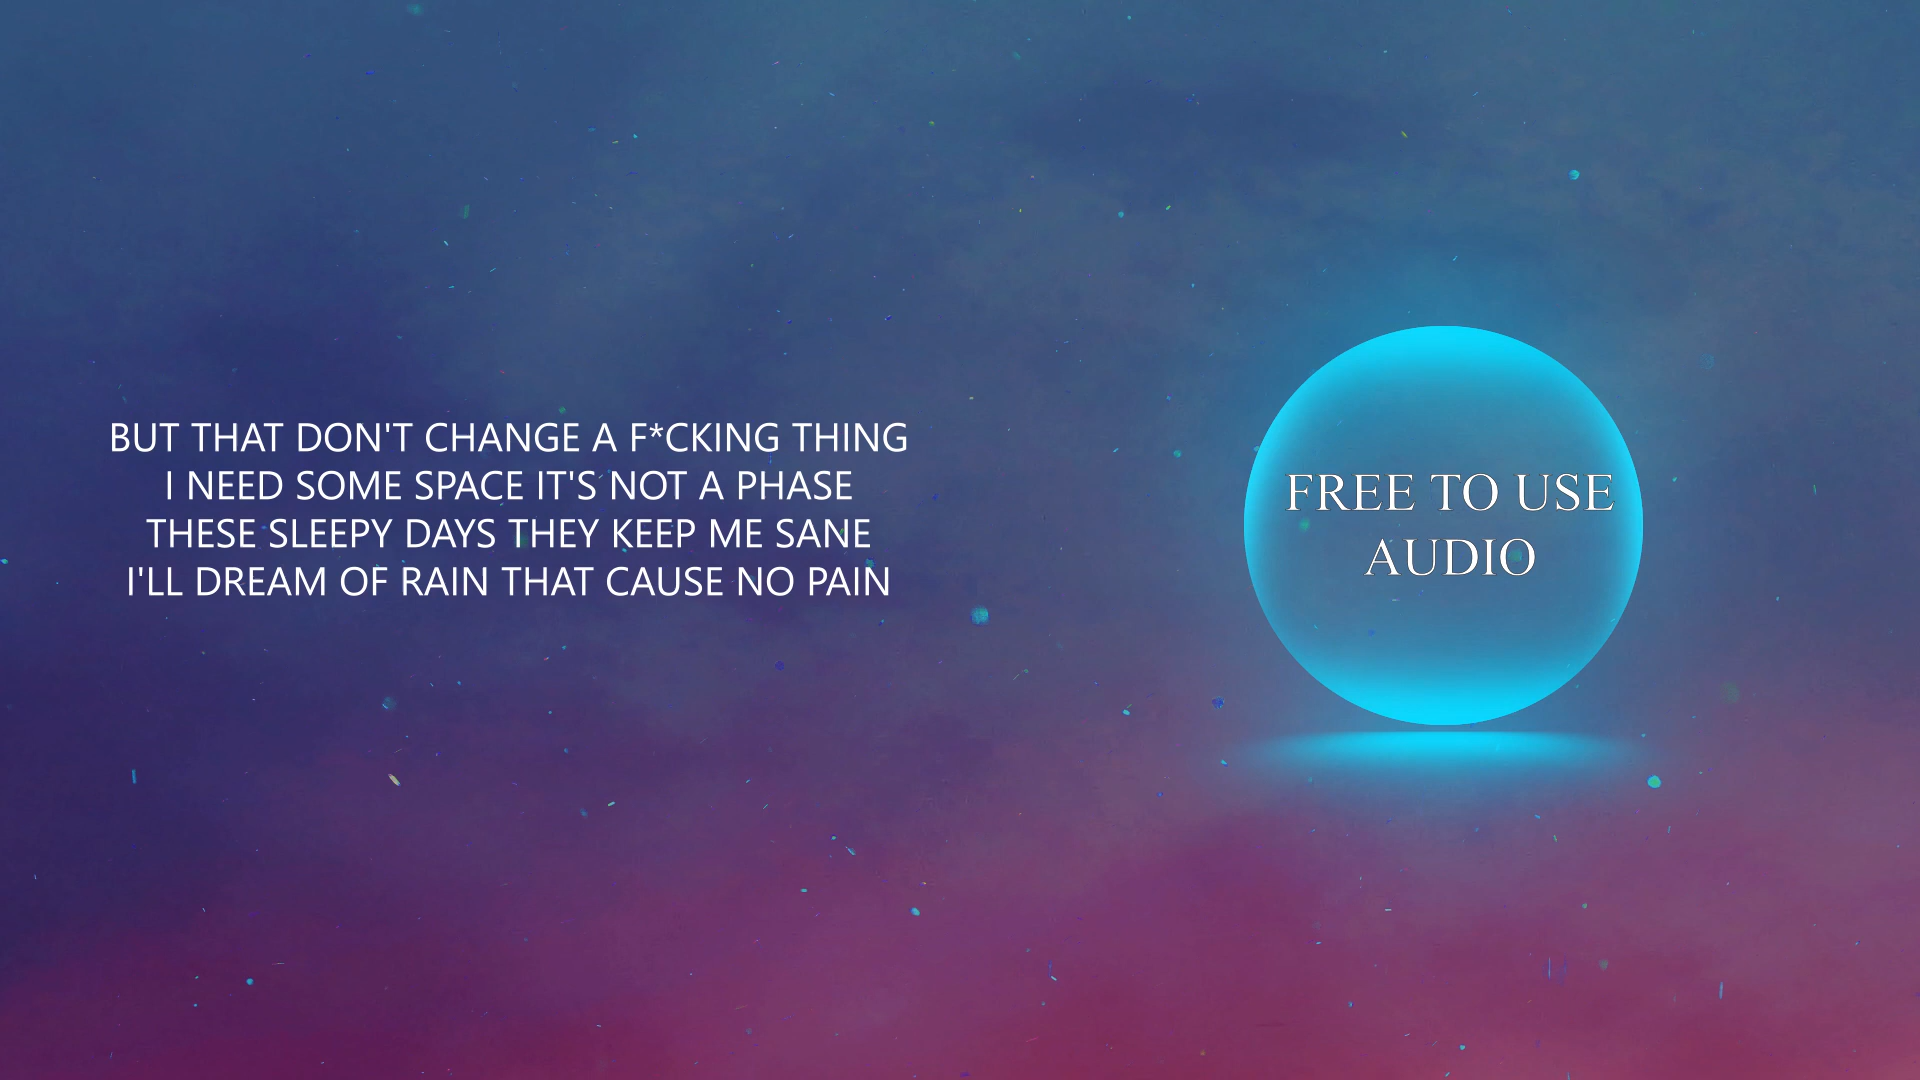 BUT THAT DON'T CHANGE A F*CKING THING
I NEED SOME SPACE IT'S NOT A PHASE
THESE SLEEPY DAYS THEY KEEP ME SANE
I'LL DREAM OF RAIN THAT CAUSE NO PAIN
FREE TO USE
AUDIO